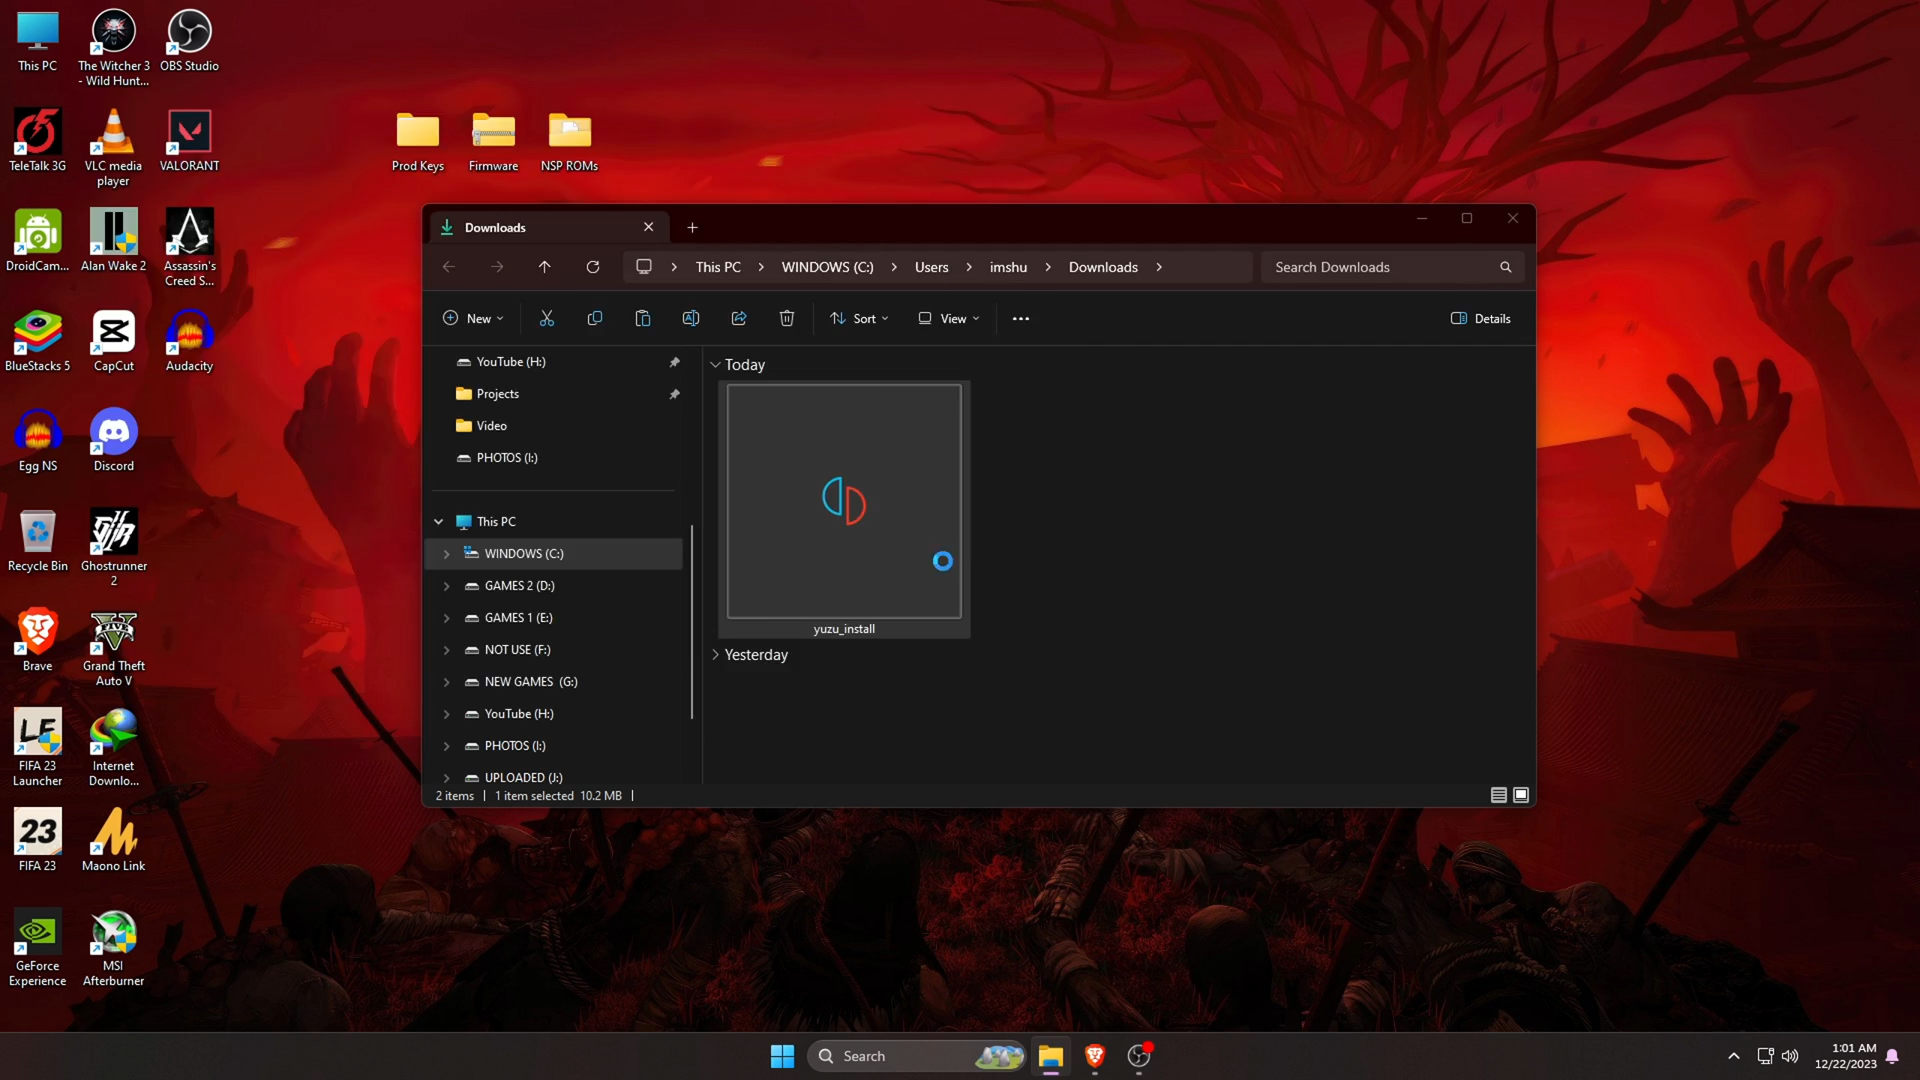 This PC
The Witcher 3
- Wild Hunt...
OBS Studio
TeleTalk 3G
VLC media
player
VALORANT
DroidCam...
Alan Wake 2
Assassin's
Creed S...
BlueStacks 5
CapCut
Audacity
Egg NS
Discord
Recycle Bin
Ghostrunner
2
Brave
Grand Theft
Auto V
FIFA 23
Launcher
Internet
Downlo...
FIFA 23
Maono Link
GeForce
Experience
MSI
Afterburner
Prod Keys
Firmware
NSP ROMs
Downloads
This PC
WINDOWS (C:)
Users
imshu
Downloads
Search Downloads
New
Sort
View
Details
YouTube (H:)
Projects
Video
PHOTOS (I:)
This PC
WINDOWS (C:)
GAMES 2 (D:)
GAMES 1 (E:)
NOT USE (F:)
NEW GAMES (G:)
YouTube (H:)
PHOTOS (I:)
UPLOADED (J:)
Today
yuzu_install
Yesterday
2 items
1 item selected 10.2 MB
Search
1:01 AM
12/22/2023